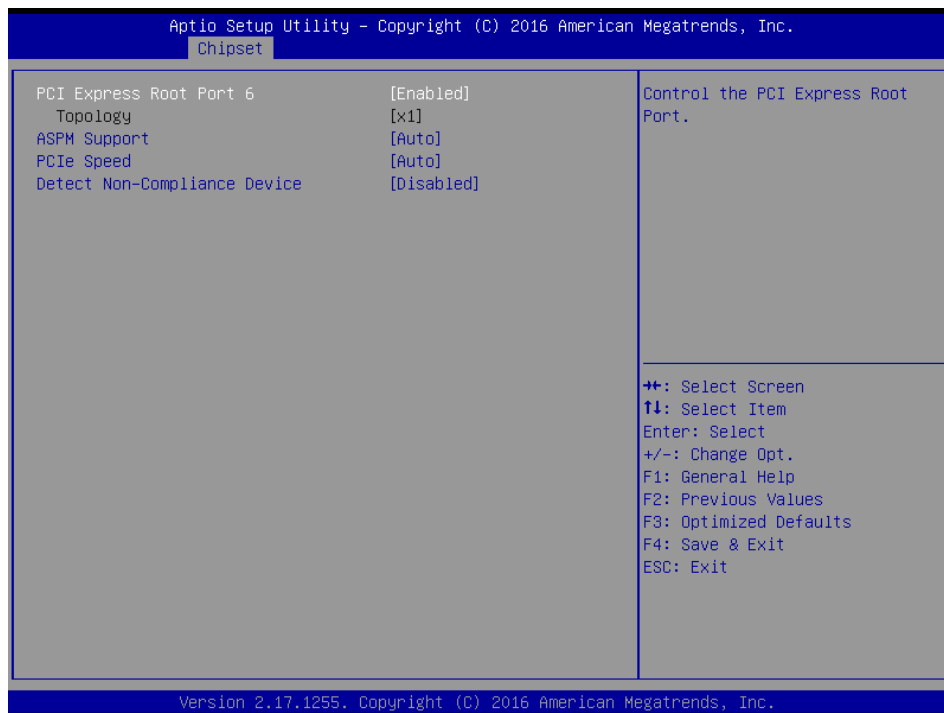 Aptio Setup Utility – Copyright (C) 2016 American Megatrends, Inc.
Chipset
PCI Express Root Port 6 [Enabled]
Topology [x1]
ASPM Support [Auto]
PCIe Speed [Auto]
Detect Non-Compliance Device [Disabled]
Control the PCI Express Root
Port.
→←: Select Screen
↑↓: Select Item
Enter: Select
+/-: Change Opt.
F1: General Help
F2: Previous Values
F3: Optimized Defaults
F4: Save & Exit
ESC: Exit
Version 2.17.1255. Copyright (C) 2016 American Megatrends, Inc.